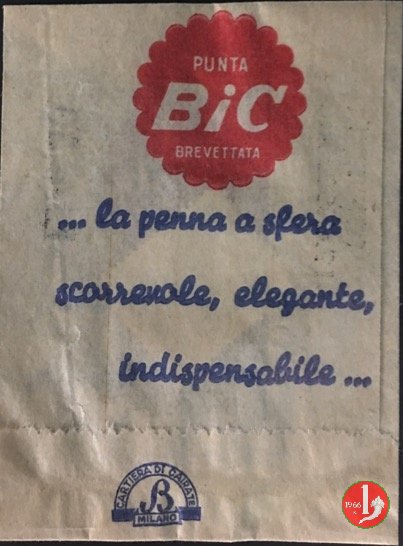 PUNTA
BiC
BREVETTATA
... la penna a sfera
scorrevole, elegante,
indispensabile ...
CARTIERA DI CAIRATE
B
MILANO
1966